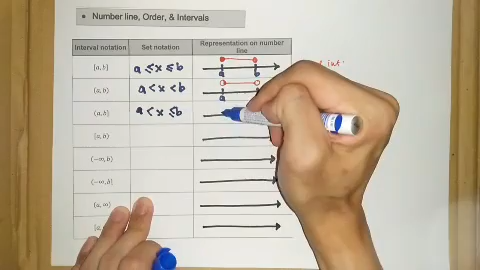 • Number line, Order, & Intervals
Interval notation Set notation Representation on number line
[a, b] a ≤ x ≤ b a b
(a, b) a < x < b a
(a, b] a < x ≤ b
[a, b)
(−∞, b)
(−∞, b]
(a, ∞)